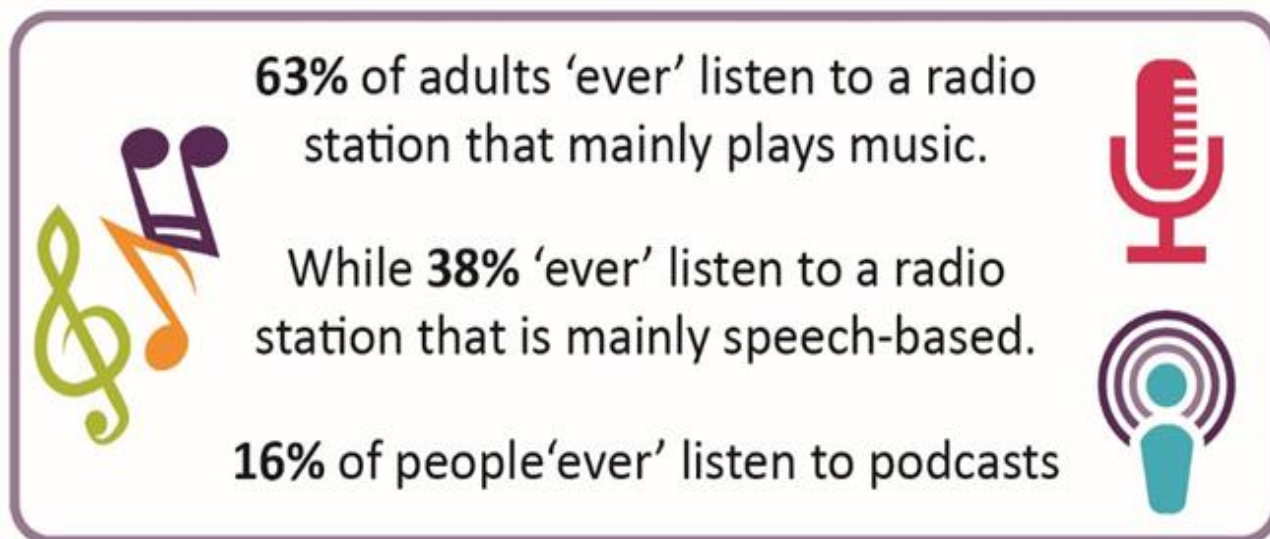 63% of adults ‘ever’ listen to a radio
station that mainly plays music.
While 38% ‘ever’ listen to a radio
station that is mainly speech-based.
16% of people‘ever’ listen to podcasts